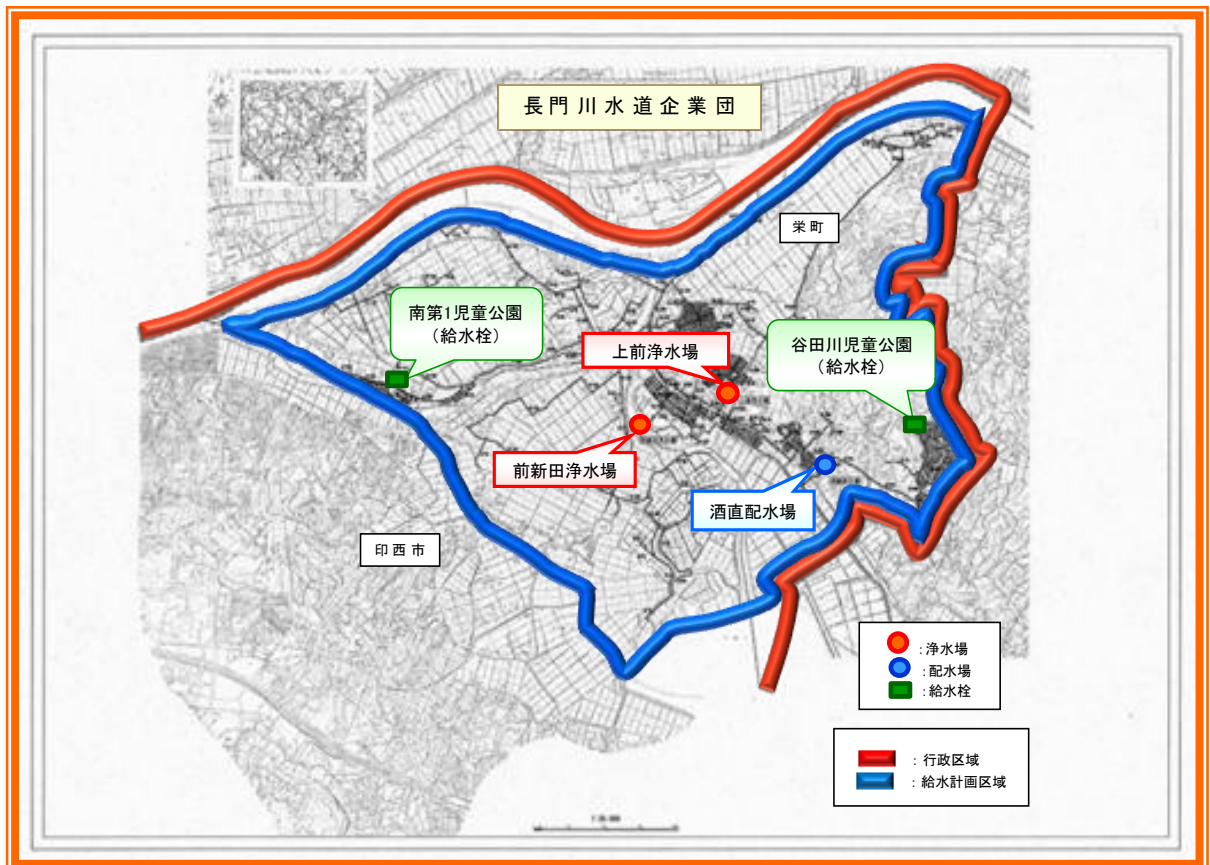 長門川水道企業団
栄町
南第1児童公園
（給水栓）
上前浄水場
谷田川児童公園
（給水栓）
前新田浄水場
酒直配水場
印西市
：浄水場
：配水場
：給水栓
：行政区域
：給水計画区域